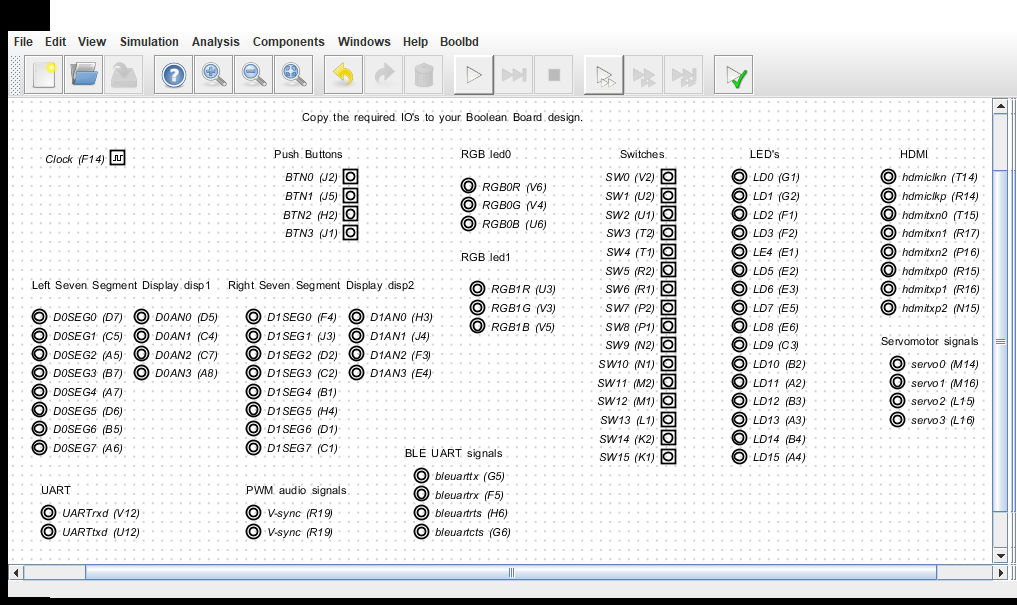 File Edit View Simulation Analysis Components Windows Help Boolbd
Copy the required IO's to your Boolean Board design.
Clock (F14)
Push Buttons
BTN0 (J2)
BTN1 (J5)
BTN2 (H2)
BTN3 (J1)
RGB led0
RGB0R (V6)
RGB0G (V4)
RGB0B (U6)
RGB led1
RGB1R (U3)
RGB1G (V3)
RGB1B (V5)
Switches
SW0 (V2)
SW1 (U2)
SW2 (U1)
SW3 (T2)
SW4 (T1)
SW5 (R2)
SW6 (R1)
SW7 (P2)
SW8 (P1)
SW9 (N2)
SW10 (N1)
SW11 (M2)
SW12 (M1)
SW13 (L1)
SW14 (K2)
SW15 (K1)
LED's
LD0 (G1)
LD1 (G2)
LD2 (F1)
LD3 (F2)
LE4 (E1)
LD5 (E2)
LD6 (E3)
LD7 (E5)
LD8 (E6)
LD9 (C3)
LD10 (B2)
LD11 (A2)
LD12 (B3)
LD13 (A3)
LD14 (B4)
LD15 (A4)
HDMI
hdmiclkn (T14)
hdmiclkp (R14)
hdmitxn0 (T15)
hdmitxn1 (R17)
hdmitxn2 (P16)
hdmitxp0 (R15)
hdmitxp1 (R16)
hdmitxp2 (N15)
Servomotor signals
servo0 (M14)
servo1 (M16)
servo2 (L15)
servo3 (L16)
Left Seven Segment Display disp1
D0SEG0 (D7) D0AN0 (D5)
D0SEG1 (C5) D0AN1 (C4)
D0SEG2 (A5) D0AN2 (C7)
D0SEG3 (B7) D0AN3 (A8)
D0SEG4 (A7)
D0SEG5 (D6)
D0SEG6 (B5)
D0SEG7 (A6)
Right Seven Segment Display disp2
D1SEG0 (F4) D1AN0 (H3)
D1SEG1 (J3) D1AN1 (J4)
D1SEG2 (D2) D1AN2 (F3)
D1SEG3 (C2) D1AN3 (E4)
D1SEG4 (B1)
D1SEG5 (H4)
D1SEG6 (D1)
D1SEG7 (C1)
UART
UARTrxd (V12)
UARTtxd (U12)
PWM audio signals
V-sync (R19)
V-sync (R19)
BLE UART signals
bleuarttx (G5)
bleuartrx (F5)
bleuartrts (H6)
bleuartcts (G6)